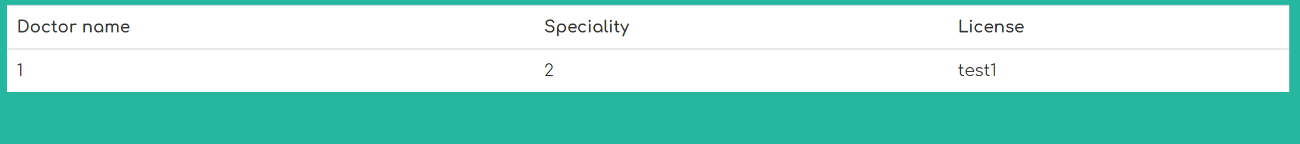 Doctor name Speciality License
1 2 test1